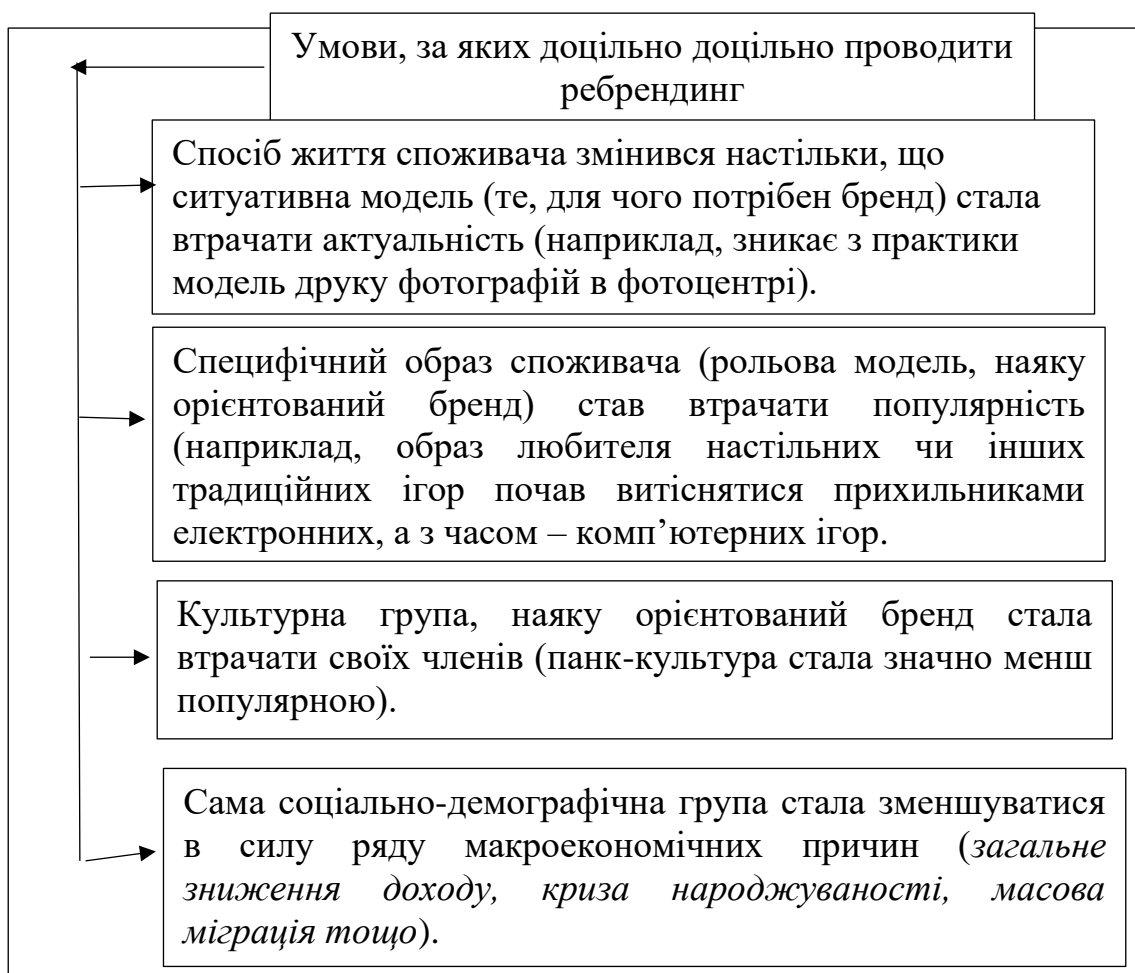 Умови, за яких доцільно доцільно проводити
ребрендинг
Спосіб життя споживача змінився настільки, що
ситуативна модель (те, для чого потрібен бренд) стала
втрачати актуальність (наприклад, зникає з практики
модель друку фотографій в фотоцентрі).
Специфічний образ споживача (рольова модель, наяку
орієнтований бренд) став втрачати популярність
(наприклад, образ любителя настільних чи інших
традиційних ігор почав витіснятися прихильниками
електронних, а з часом – комп’ютерних ігор.
Культурна група, наяку орієнтований бренд стала
втрачати своїх членів (панк-культура стала значно менш
популярною).
Сама соціально-демографічна група стала зменшуватися
в силу ряду макроекономічних причин (загальне
зниження доходу, криза народжуваності, масова
міграція тощо).